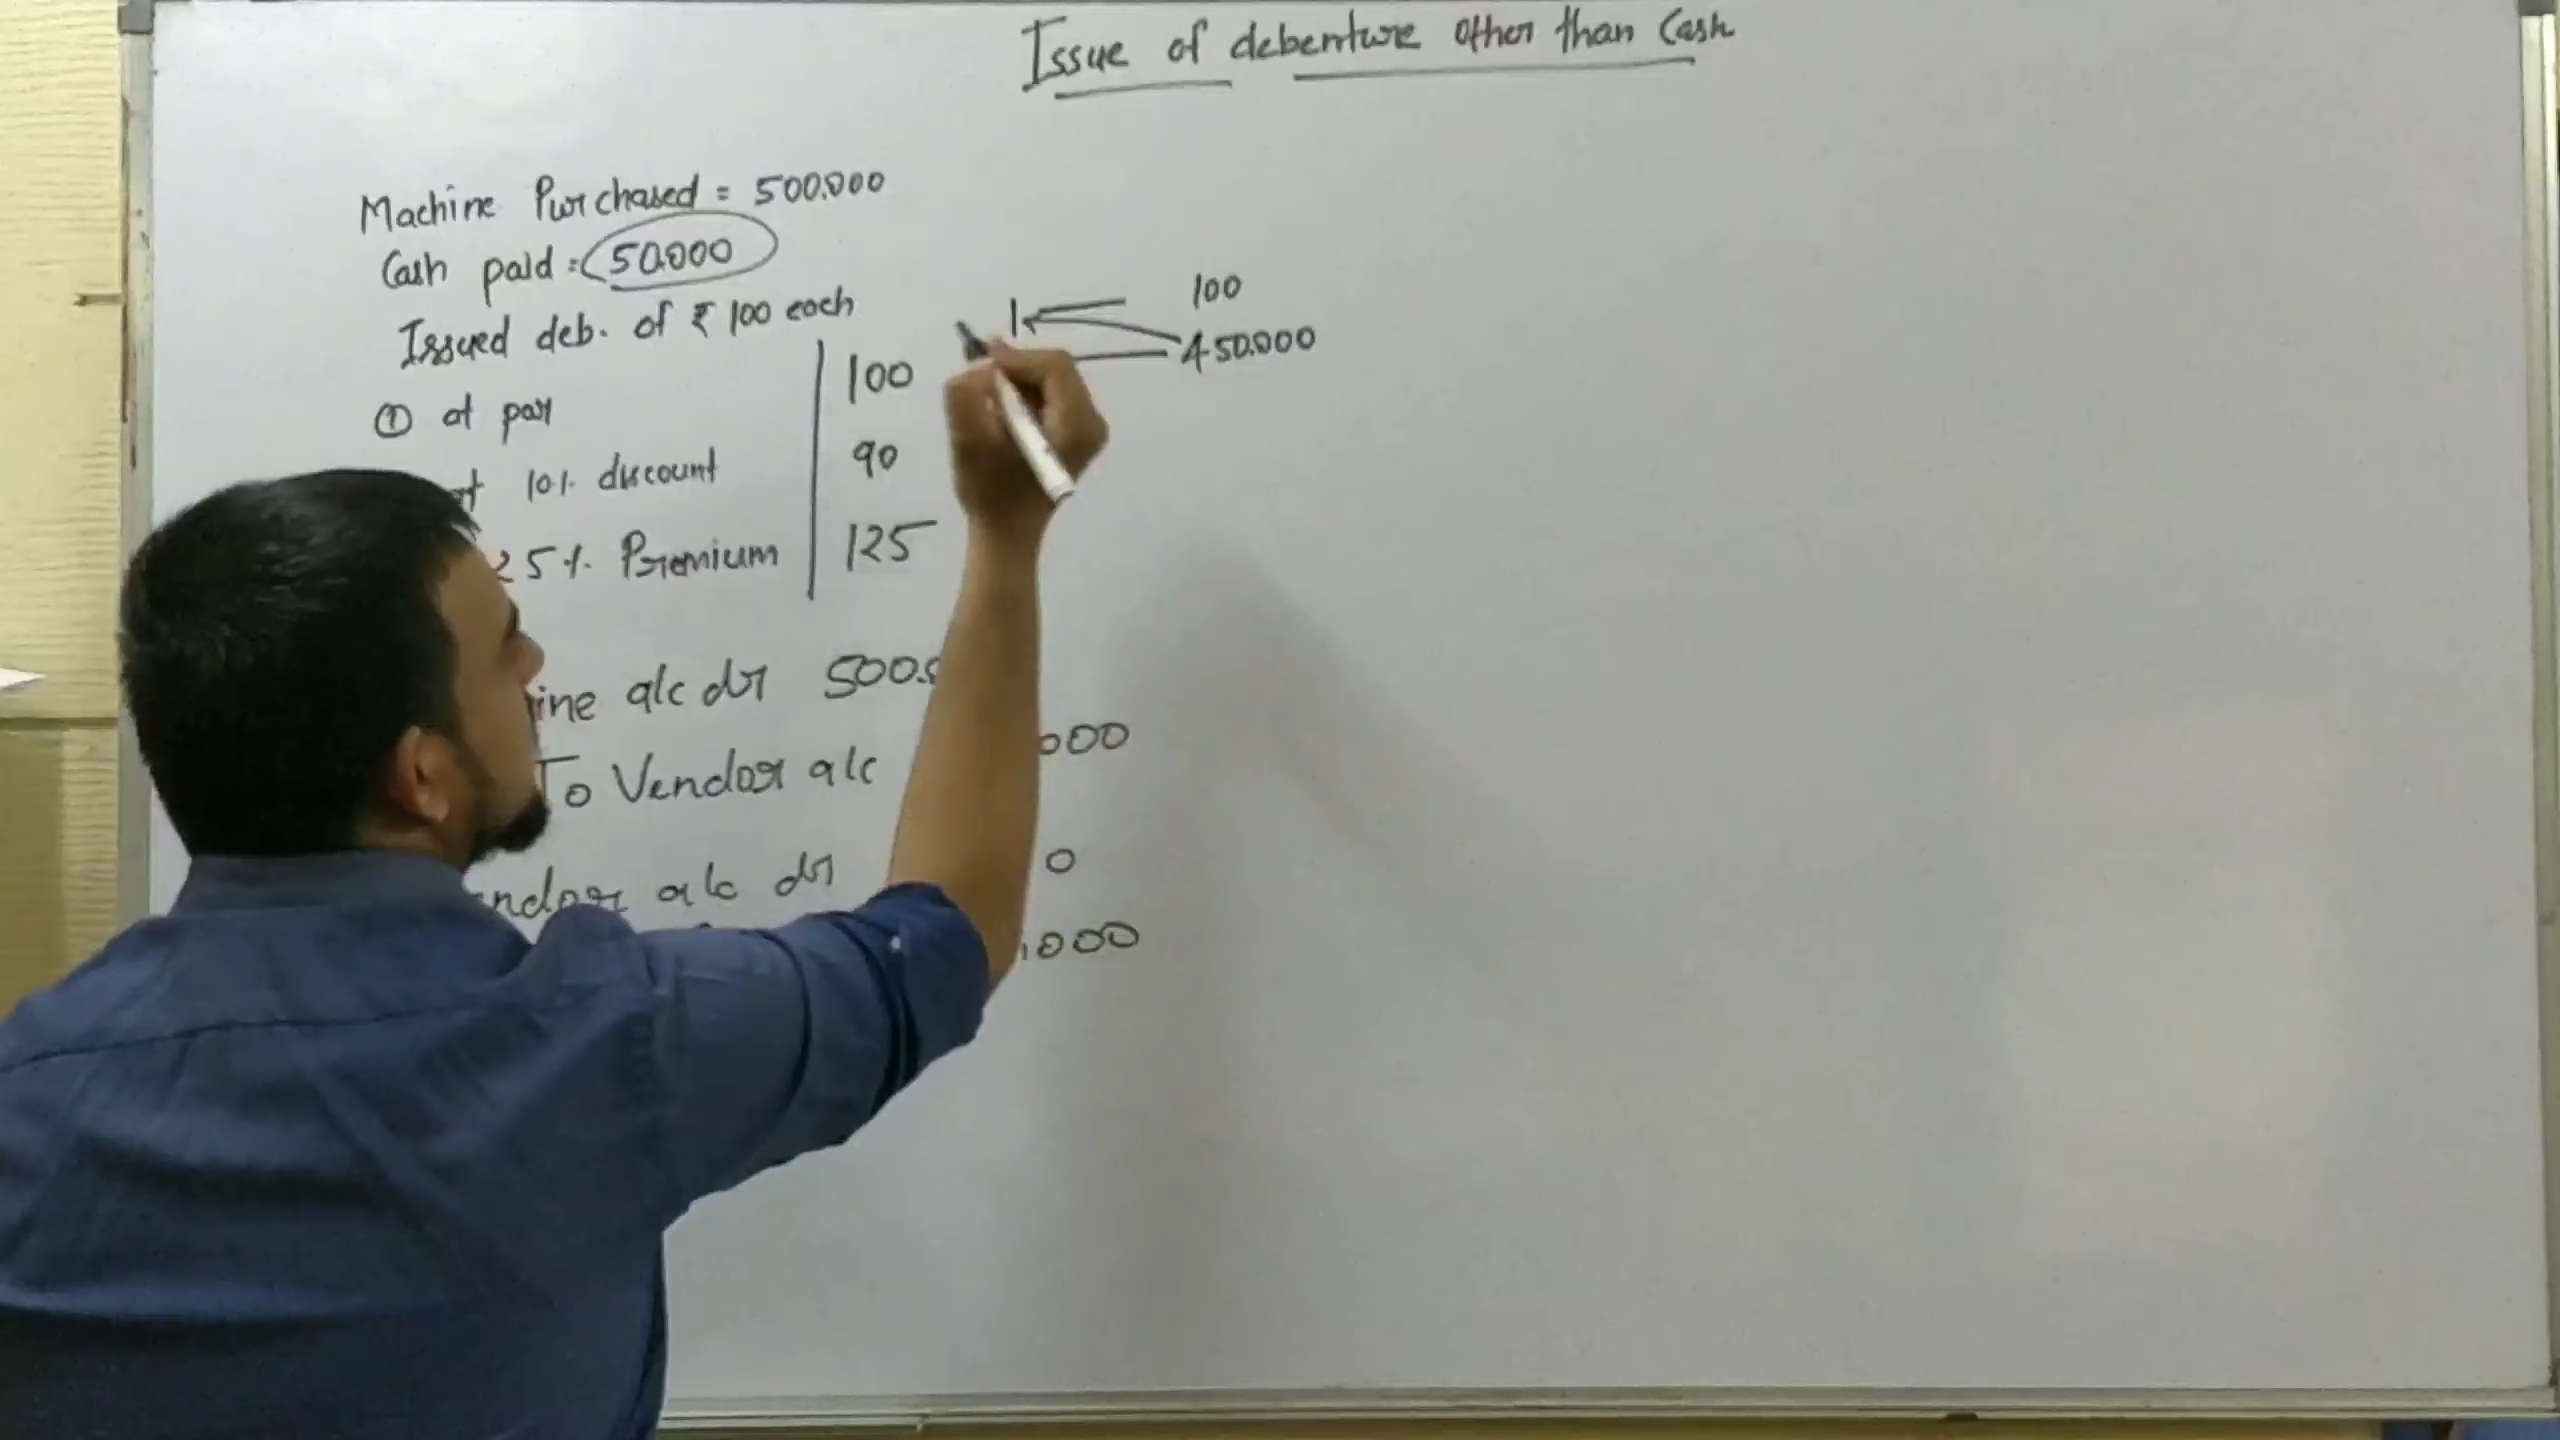 Issue of debenture other than Cash
Machine Purchased = 500.000
Cash paid = 50.000
Issued deb. of ₹ 100 each
① at par
10% discount
25% Premium
100
90
125
1
100
450.000
a/c dr 500.
To Vendor a/c
000
a/c dr
0
000